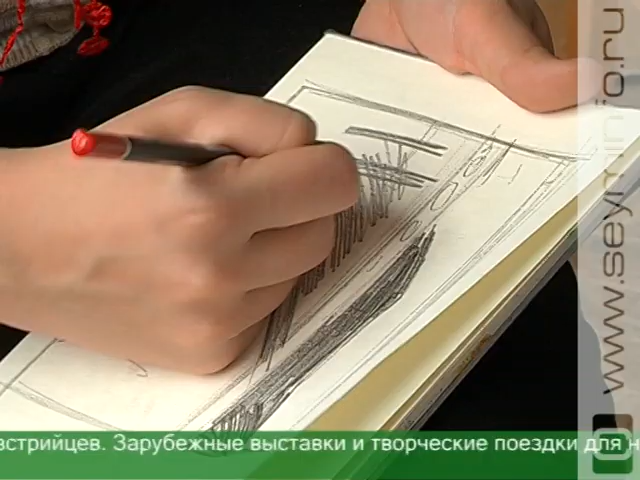 www.seyminfo.ru
встрийцев. Зарубежные выставки и творческие поездки для н